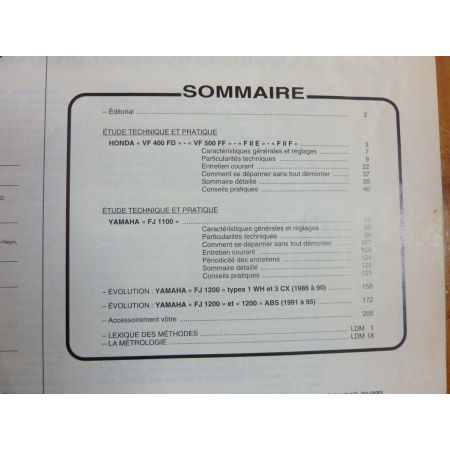 SOMMAIRE
– Éditorial 2
ÉTUDE TECHNIQUE ET PRATIQUE
HONDA « VF 400 FD » - « VF 500 FF » - « F II E » - « F II F » 3
Caractéristiques générales et réglages 7
Particularités techniques 9
Entretien courant 22
Comment se dépanner sans tout démonter 37
Sommaire détaillé 39
Conseils pratiques 40
ÉTUDE TECHNIQUE ET PRATIQUE
YAMAHA « FJ 1100 »
Caractéristiques générales et réglages
Particularités techniques
Comment se dépanner sans tout démonter 107
Entretien courant
Périodicité des entretiens 124
Sommaire détaillé 124
Conseils pratiques 125
– ÉVOLUTION : YAMAHA « FJ 1200 » types 1 WH et 3 CX (1986 à 90) 158
– ÉVOLUTION : YAMAHA « FJ 1200 » et « 1200 » ABS (1991 à 95) 172
– Accessoirement vôtre 205
– LEXIQUE DES MÉTHODES LDM 1
– LA MÉTROLOGIE LDM 18